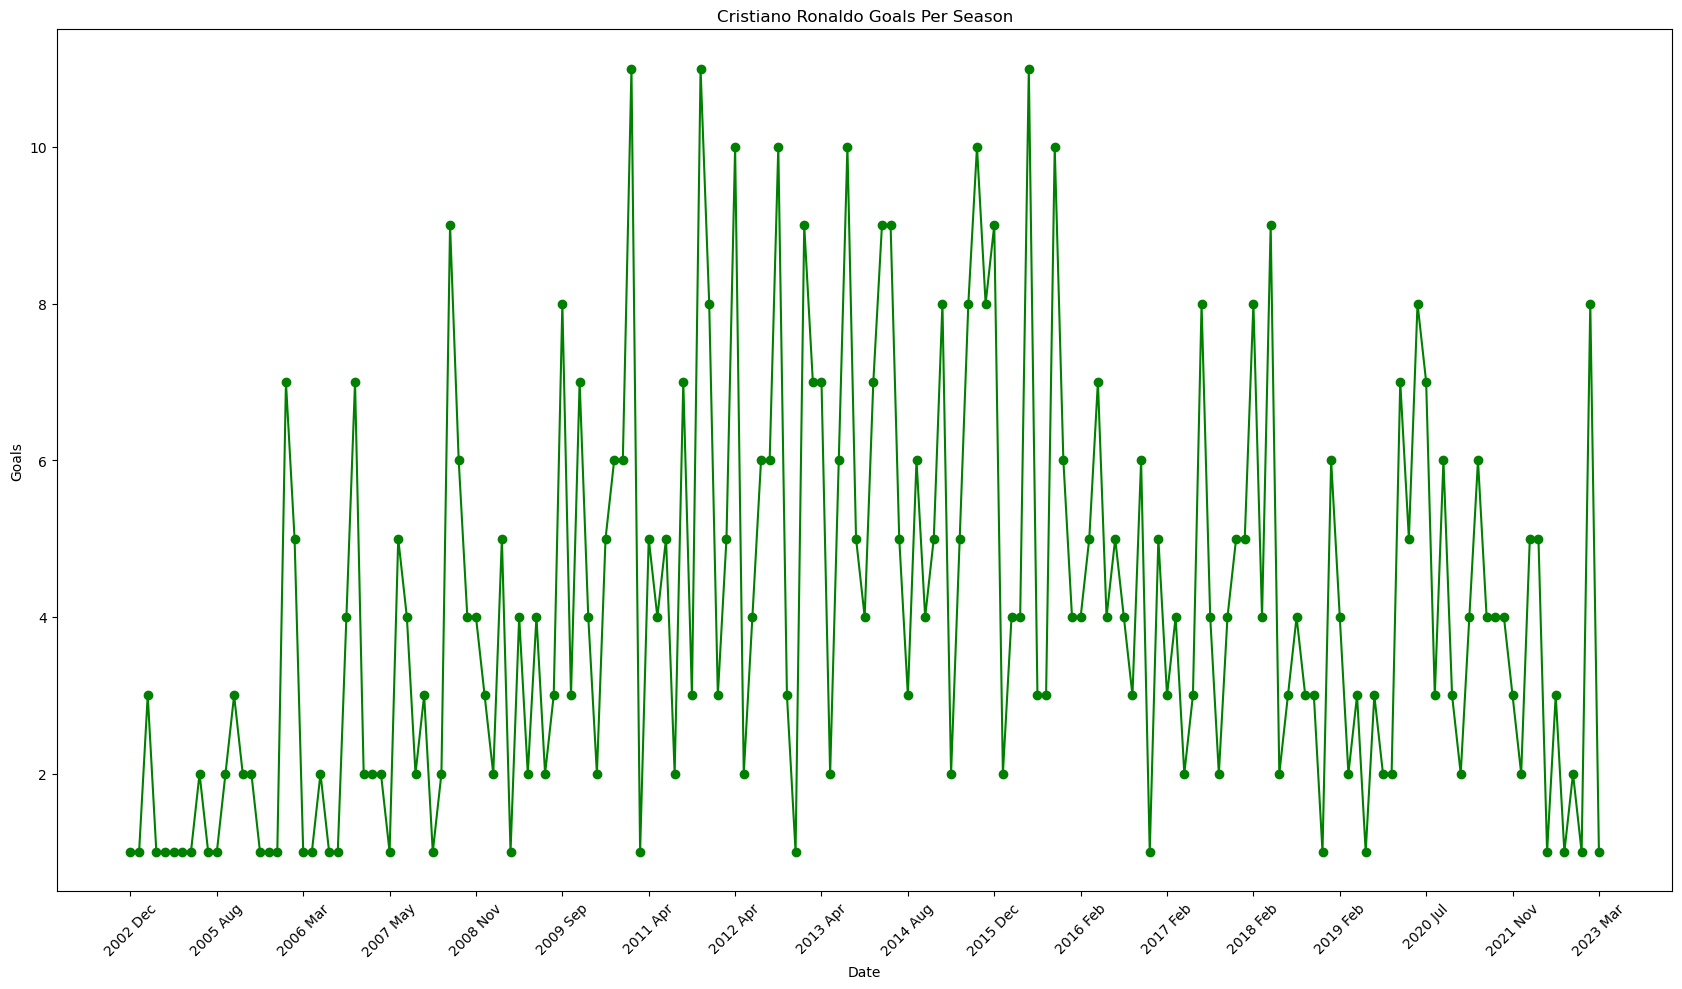 Cristiano Ronaldo Goals Per Season
Goals
10
8
6
4
2
2002 Dec
2005 Aug
2006 Mar
2007 May
2008 Nov
2009 Sep
2011 Apr
2012 Apr
2013 Apr
2014 Aug
2015 Dec
2016 Feb
2017 Feb
2018 Feb
2019 Feb
2020 Jul
2021 Nov
2023 Mar
Date